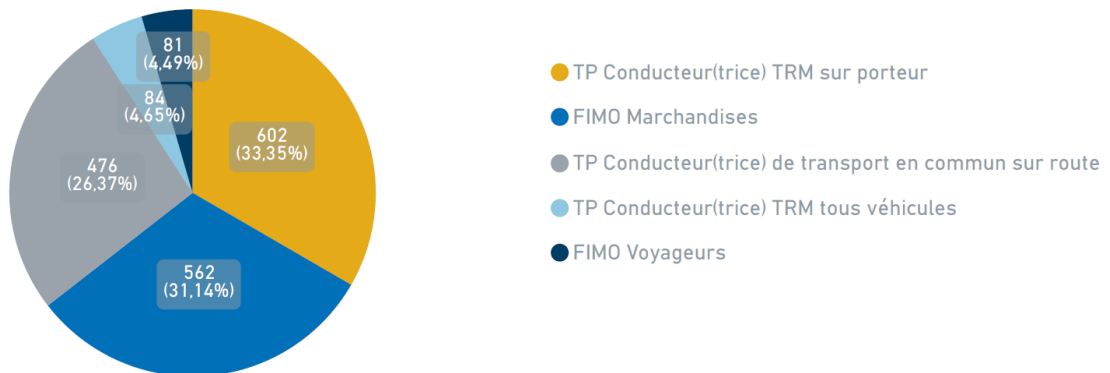 81
(4,49%)
84
(4,65%)
602
(33,35%)
476
(26,37%)
562
(31,14%)
TP Conducteur(trice) TRM sur porteur
FIMO Marchandises
TP Conducteur(trice) de transport en commun sur route
TP Conducteur(trice) TRM tous véhicules
FIMO Voyageurs